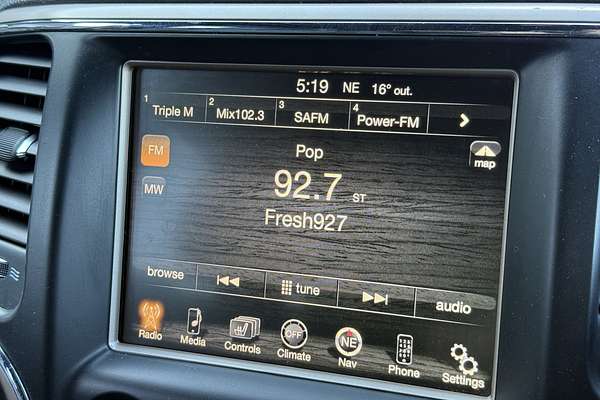 5:19 NE 16° out.
1 Triple M 2 Mix102.3 3 SAFM 4 Power-FM
FM
Pop
map
MW
92.7 ST
Fresh927
browse tune audio
Radio Media Controls OFF Climate NE Nav Phone Settings